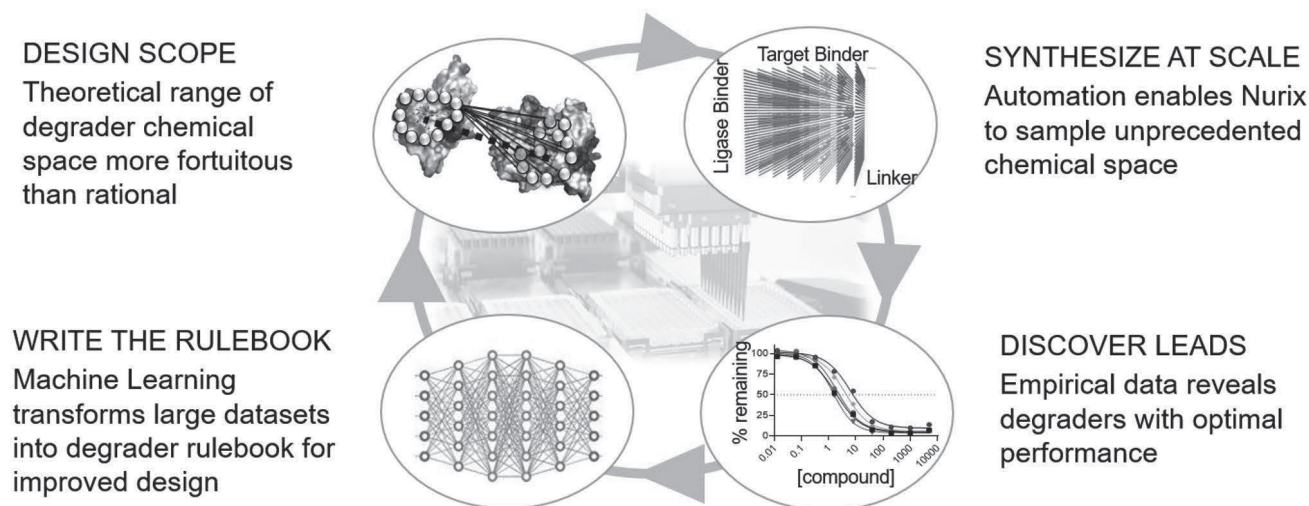 DESIGN SCOPE
Theoretical range of
degrader chemical
space more fortuitous
than rational
Target Binder
Ligase Binder
Linker
SYNTHESIZE AT SCALE
Automation enables Nurix
to sample unprecedented
chemical space
WRITE THE RULEBOOK
Machine Learning
transforms large datasets
into degrader rulebook for
improved design
% remaining
100
75
50
25
0
0.01
0.1
1
10
100
1000
10000
[compound]
DISCOVER LEADS
Empirical data reveals
degraders with optimal
performance